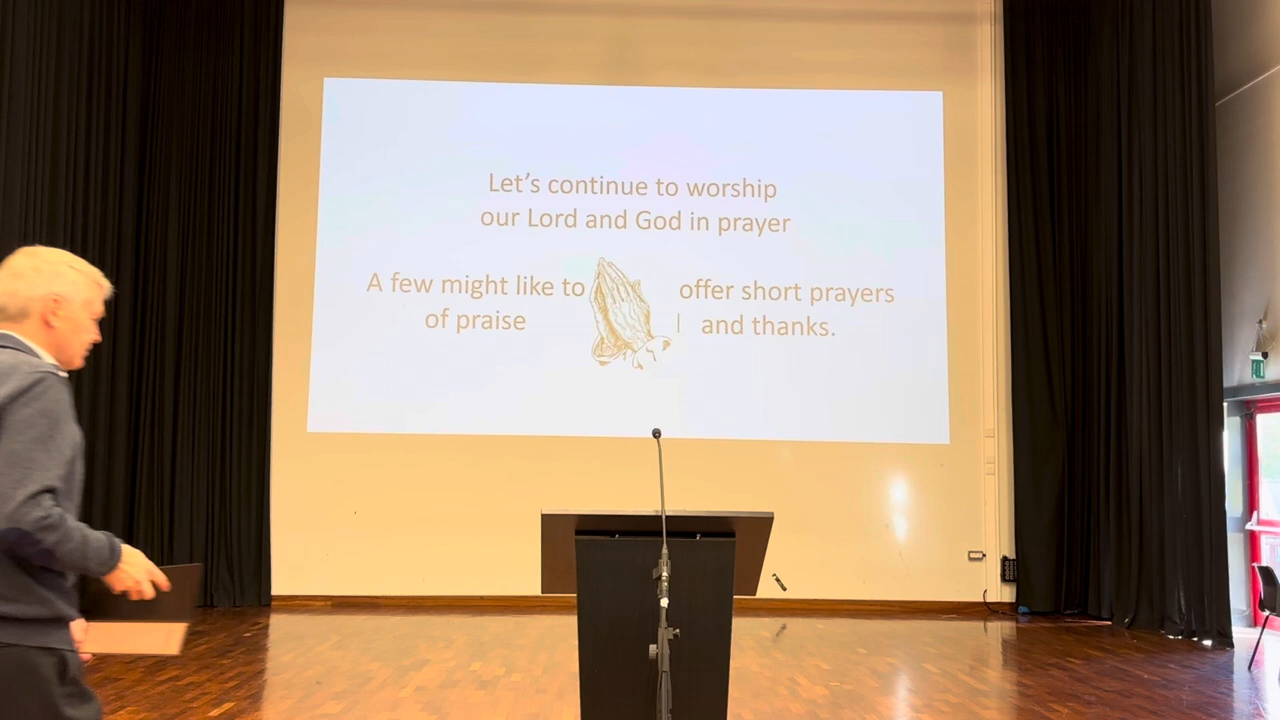 Let's continue to worship
our Lord and God in prayer
A few might like to offer short prayers
of praise | and thanks.